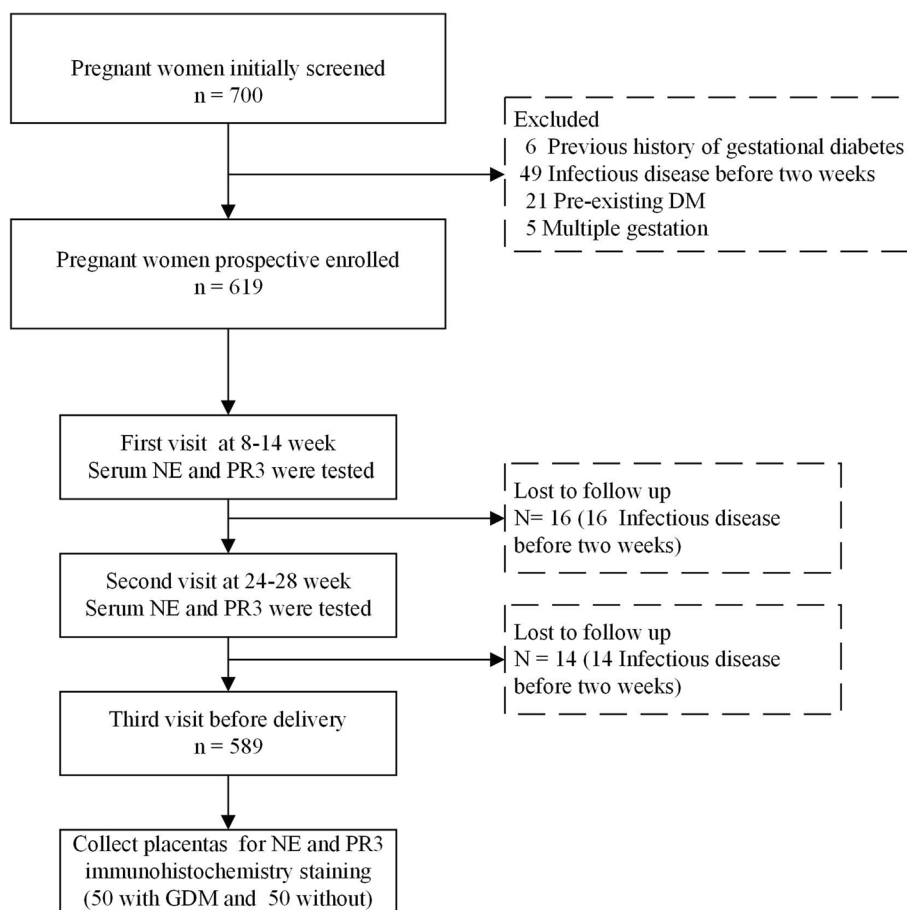 Pregnant women initially screened
n = 700
Excluded
6 Previous history of gestational diabetes
49 Infectious disease before two weeks
21 Pre-existing DM
5 Multiple gestation
Pregnant women prospective enrolled
n = 619
First visit at 8-14 week
Serum NE and PR3 were tested
Lost to follow up
N= 16 (16 Infectious disease
before two weeks)
Second visit at 24-28 week
Serum NE and PR3 were tested
Lost to follow up
N = 14 (14 Infectious disease
before two weeks)
Third visit before delivery
n = 589
Collect placentas for NE and PR3
immunohistochemistry staining
(50 with GDM and 50 without)